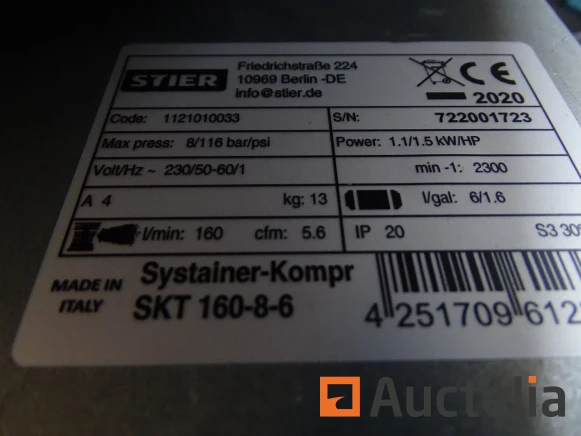 STIER
Friedrichstraße 224
10969 Berlin -DE
info@stier.de
CE
2020
Code: 1121010033
S/N: 722001723
Max press: 8/116 bar/psi
Power: 1.1/1.5 kW/HP
Volt/Hz ~ 230/50-60/1
min -1: 2300
A 4
kg: 13
l/gal: 6/1.6
l/min: 160 cfm: 5.6
IP 20
S3
MADE IN
ITALY
Systainer-Kompr
SKT 160-8-6
4 251709 612
Auctelia